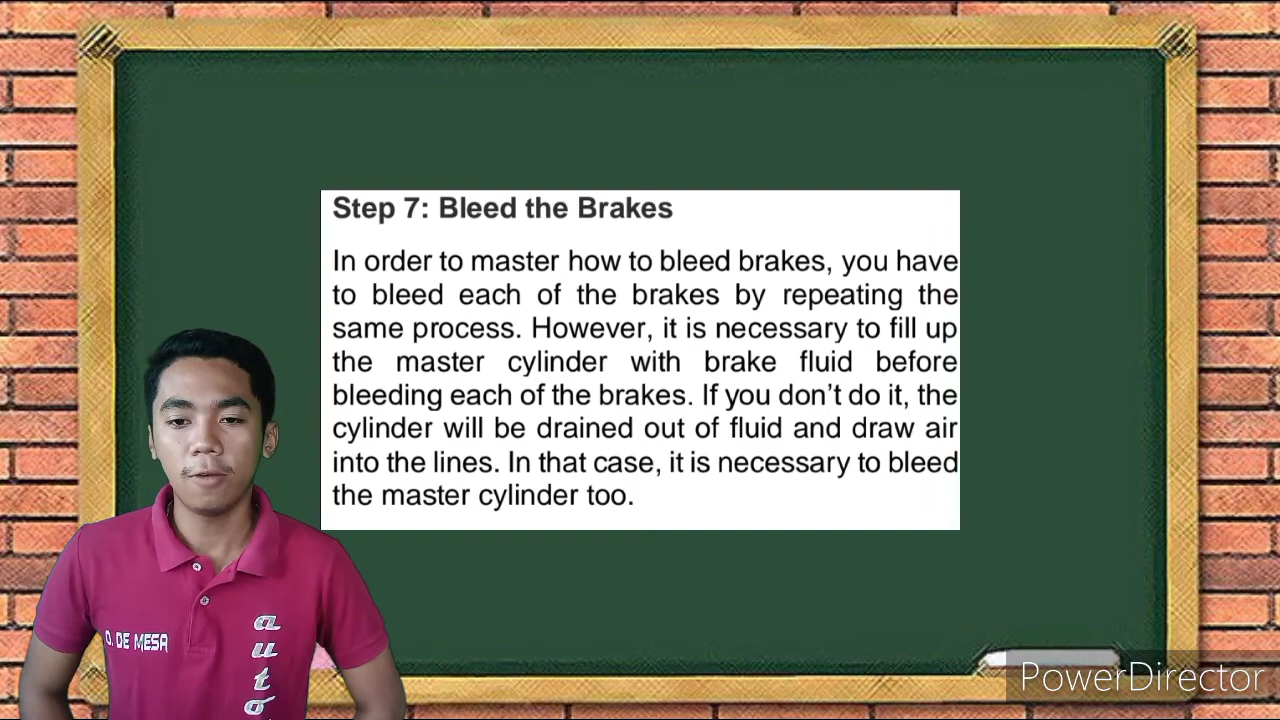 Step 7: Bleed the Brakes
In order to master how to bleed brakes, you have
to bleed each of the brakes by repeating the
same process. However, it is necessary to fill up
the master cylinder with brake fluid before
bleeding each of the brakes. If you don’t do it, the
cylinder will be drained out of fluid and draw air
into the lines. In that case, it is necessary to bleed
the master cylinder too.
O. DE MESA
auto
PowerDirector